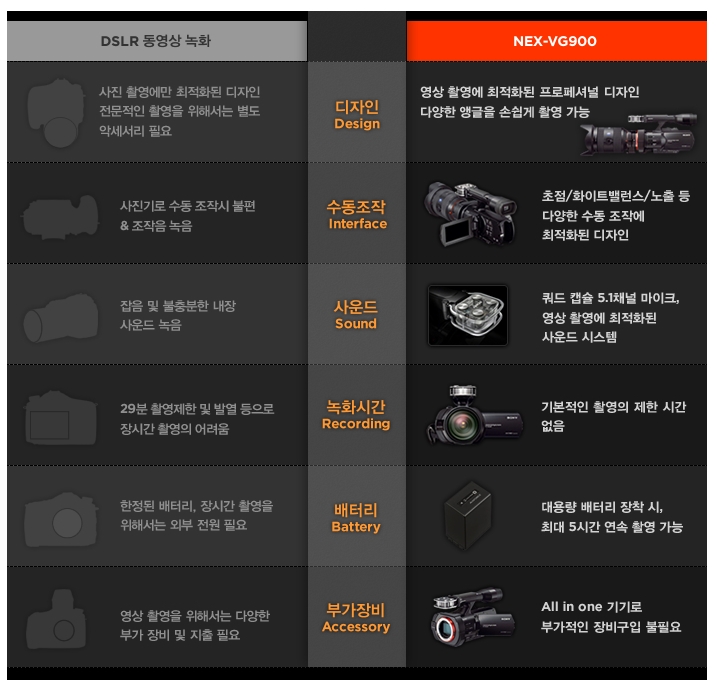 DSLR 동영상 녹화
NEX-VG900
사진 촬영에만 최적화된 디자인
전문적인 촬영을 위해서는 별도
악세서리 필요
디자인
Design
영상 촬영에 최적화된 프로페셔널 디자인
다양한 앵글을 손쉽게 촬영 가능
사진기로 수동 조작시 불편
& 조작음 녹음
수동조작
Interface
초점/화이트밸런스/노출 등
다양한 수동 조작에
최적화된 디자인
잡음 및 불충분한 내장
사운드 녹음
사운드
Sound
쿼드 캡슐 5.1채널 마이크,
영상 촬영에 최적화된
사운드 시스템
29분 촬영제한 및 발열 등으로
장시간 촬영의 어려움
녹화시간
Recording
기본적인 촬영의 제한 시간
없음
한정된 배터리, 장시간 촬영을
위해서는 외부 전원 필요
배터리
Battery
대용량 배터리 장착 시,
최대 5시간 연속 촬영 가능
영상 촬영을 위해서는 다양한
부가 장비 및 지출 필요
부가장비
Accessory
All in one 기기로
부가적인 장비구입 불필요